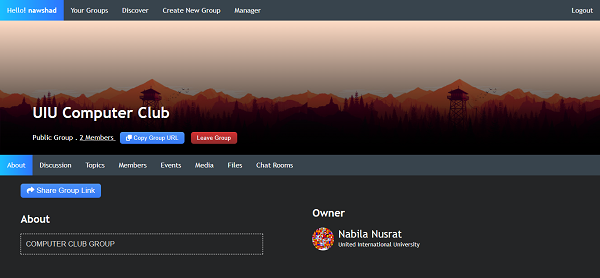 Hello! nawshad Your Groups Discover Create New Group Manager Logout
UIU Computer Club
Public Group . 2 Members Copy Group URL Leave Group
About Discussion Topics Members Events Media Files Chat Rooms
Share Group Link
About
COMPUTER CLUB GROUP
Owner
Nabila Nusrat
United International University